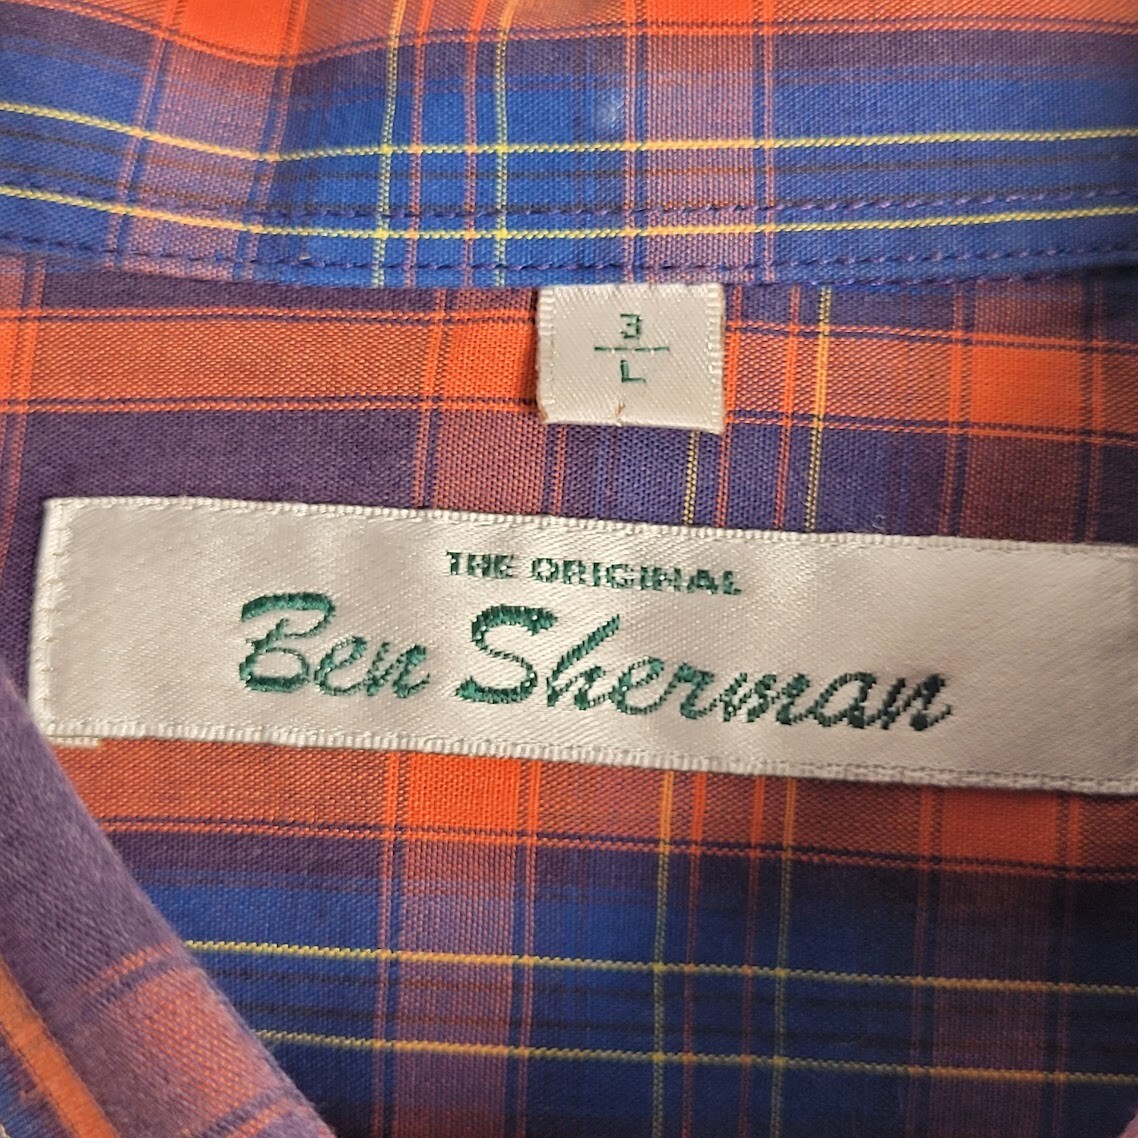 3
L
THE ORIGINAL
Ben Sherman